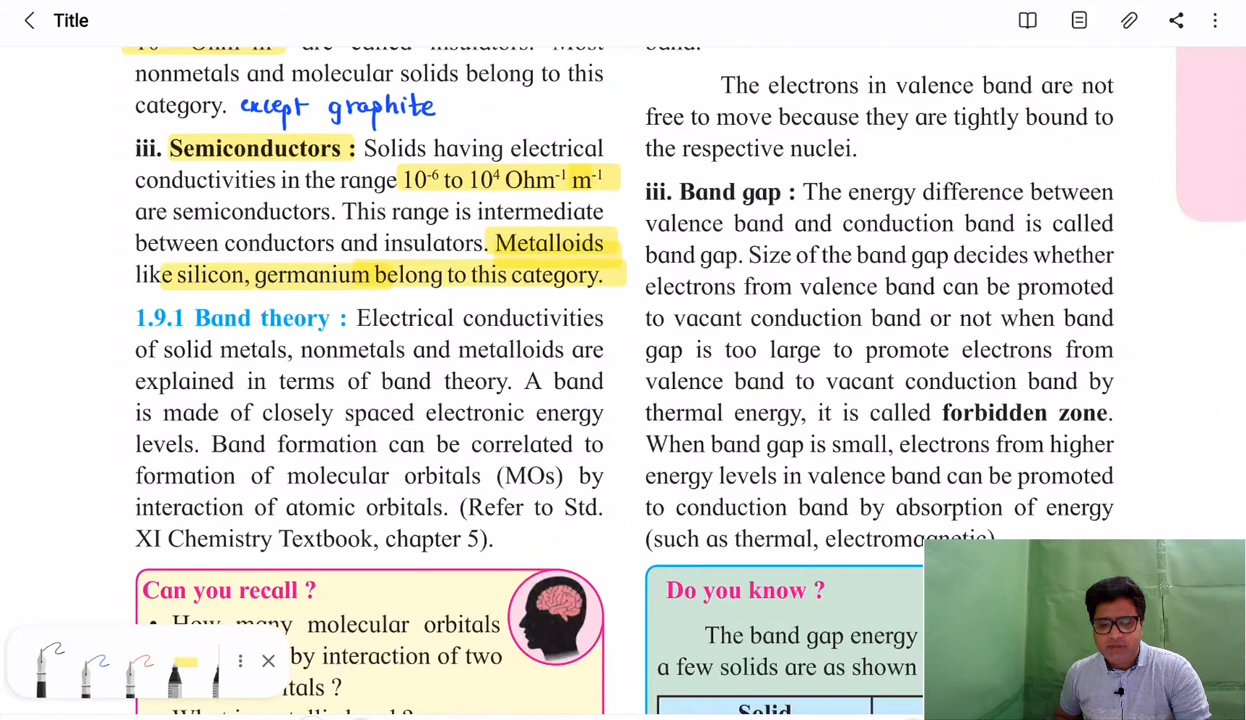 Title
nonmetals and molecular solids belong to this
category. except graphite
iii. Semiconductors : Solids having electrical
conductivities in the range 10⁻⁶ to 10⁴ Ohm⁻¹ m⁻¹
are semiconductors. This range is intermediate
between conductors and insulators. Metalloids
like silicon, germanium belong to this category.
1.9.1 Band theory : Electrical conductivities
of solid metals, nonmetals and metalloids are
explained in terms of band theory. A band
is made of closely spaced electronic energy
levels. Band formation can be correlated to
formation of molecular orbitals (MOs) by
interaction of atomic orbitals. (Refer to Std.
XI Chemistry Textbook, chapter 5).
Can you recall ?
• How many molecular orbitals
by interaction of two
band.
The electrons in valence band are not
free to move because they are tightly bound to
the respective nuclei.
iii. Band gap : The energy difference between
valence band and conduction band is called
band gap. Size of the band gap decides whether
electrons from valence band can be promoted
to vacant conduction band or not when band
gap is too large to promote electrons from
valence band to vacant conduction band by
thermal energy, it is called forbidden zone.
When band gap is small, electrons from higher
energy levels in valence band can be promoted
to conduction band by absorption of energy
(such as thermal, electromagnetic)
Do you know ?
The band gap energy
a few solids are as shown
Solid